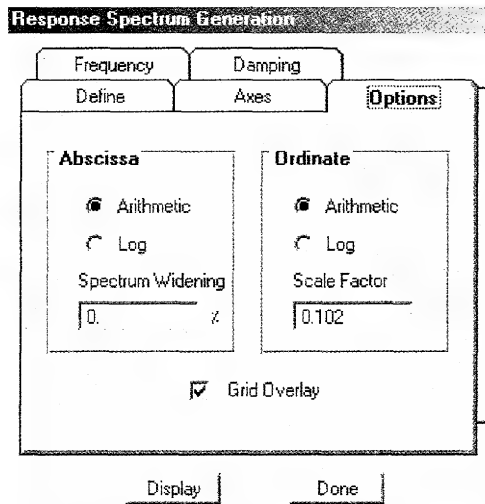 Response Spectrum Generation
Frequency Damping
Define Axes Options
Abscissa Ordinate
Arithmetic Arithmetic
Log Log
Spectrum Widening Scale Factor
0. % 0.102
Grid Overlay
Display Done